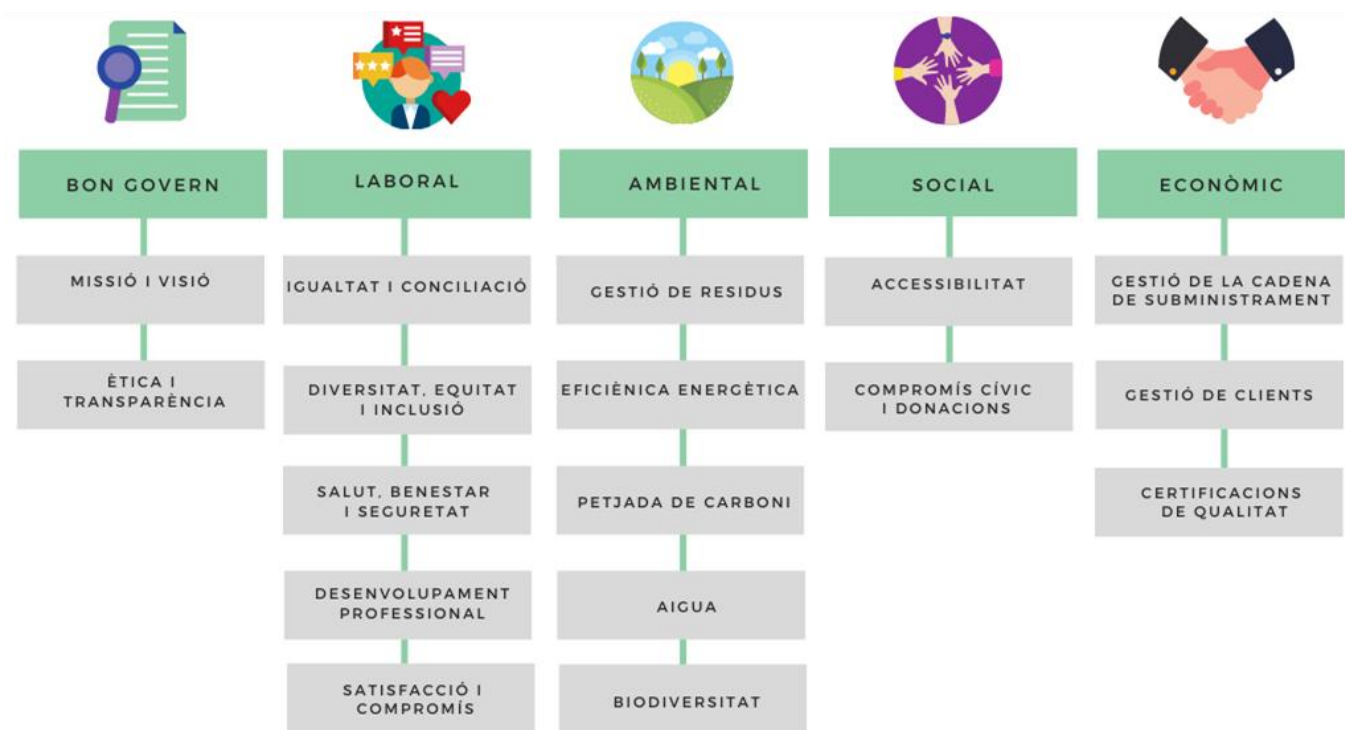 BON GOVERN
MISSIÓ I VISIÓ
ÈTICA I
TRANSPARÈNCIA
LABORAL
IGUALTAT I CONCILIACIÓ
DIVERSITAT, EQUITAT
I INCLUSIÓ
SALUT, BENESTAR
I SEGURETAT
DESENVOLUPAMENT
PROFESSIONAL
SATISFACCIÓ I
COMPROMÍS
AMBIENTAL
GESTIÓ DE RESIDUS
EFICIÈNICA ENERGÈTICA
PETJADA DE CARBONI
AIGUA
BIODIVERSITAT
SOCIAL
ACCESSIBILITAT
COMPROMÍS CÍVIC
I DONACIONS
ECONÒMIC
GESTIÓ DE LA CADENA
DE SUBMINISTRAMENT
GESTIÓ DE CLIENTS
CERTIFICACIONS
DE QUALITAT